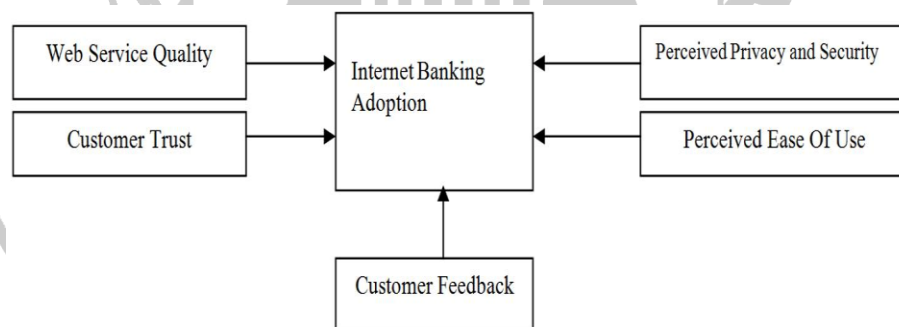 Web Service Quality
Internet Banking
Adoption
Perceived Privacy and Security
Customer Trust
Perceived Ease Of Use
Customer Feedback